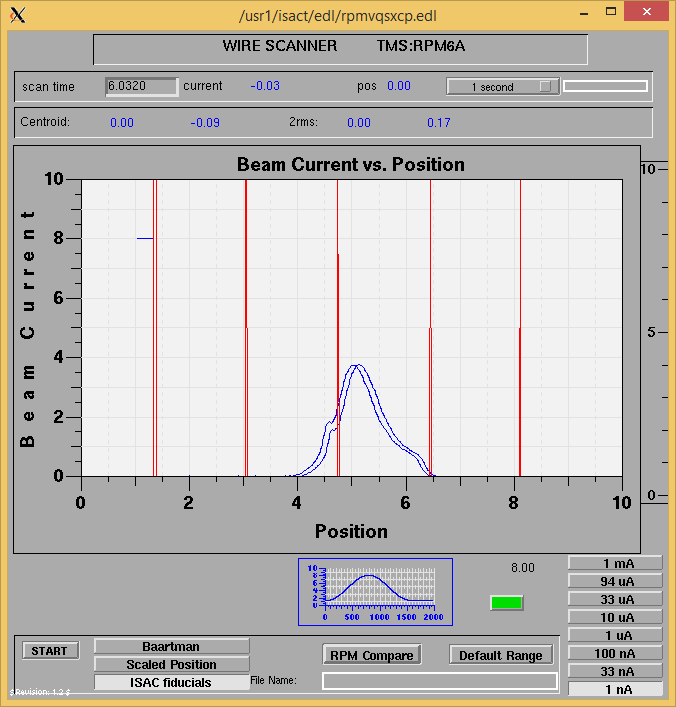 /usr1/isact/edl/rpmvqsxcp.edl
WIRE SCANNER TMS:RPM6A
scan time 6.0320 current -0.03 pos 0.00 1 second
Centroid: 0.00 -0.09 2rms: 0.00 0.17
Beam Current vs. Position
10
8
6
4
2
0
Beam Current
0 2 4 6 8 10
Position
10
5
0
10
8
6
4
2
0
0 500 1000 1500 2000
8.00
1 mA
94 uA
33 uA
10 uA
1 uA
100 nA
33 nA
1 nA
START
Baartman
Scaled Position
ISAC fiducials
RPM Compare
Default Range
File Name:
$Revision: 1.2 $